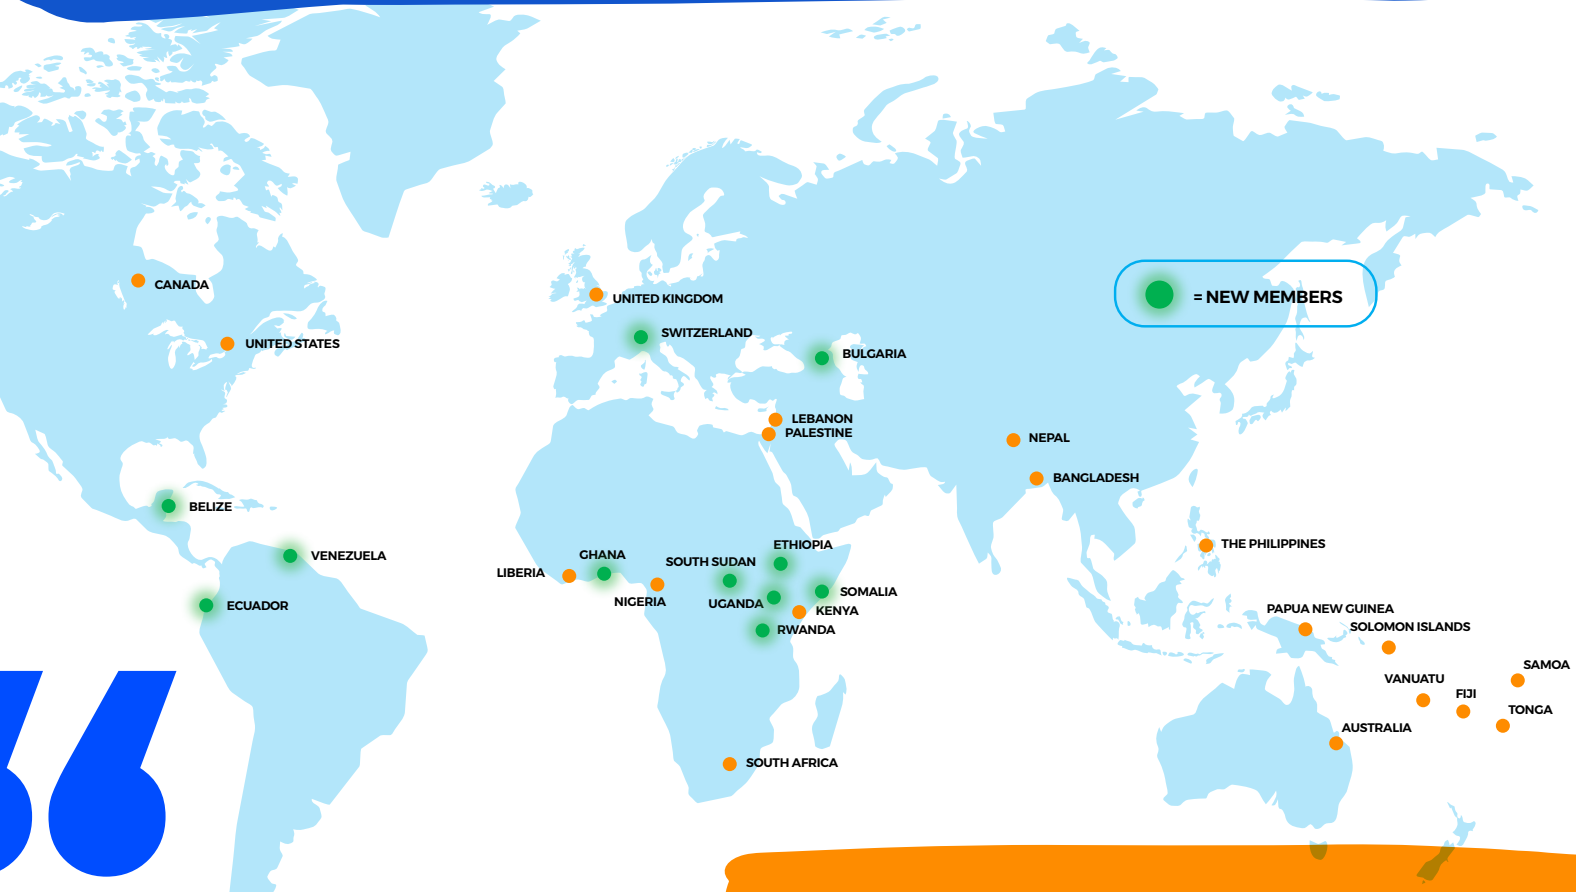 CANADA
UNITED STATES
UNITED KINGDOM
SWITZERLAND
BULGARIA
= NEW MEMBERS
LEBANON
PALESTINE
NEPAL
BANGLADESH
BELIZE
VENEZUELA
ECUADOR
LIBERIA
GHANA
NIGERIA
SOUTH SUDAN
ETHIOPIA
UGANDA
SOMALIA
KENYA
RWANDA
SOUTH AFRICA
THE PHILIPPINES
PAPUA NEW GUINEA
SOLOMON ISLANDS
SAMOA
VANUATU
FIJI
TONGA
AUSTRALIA
“